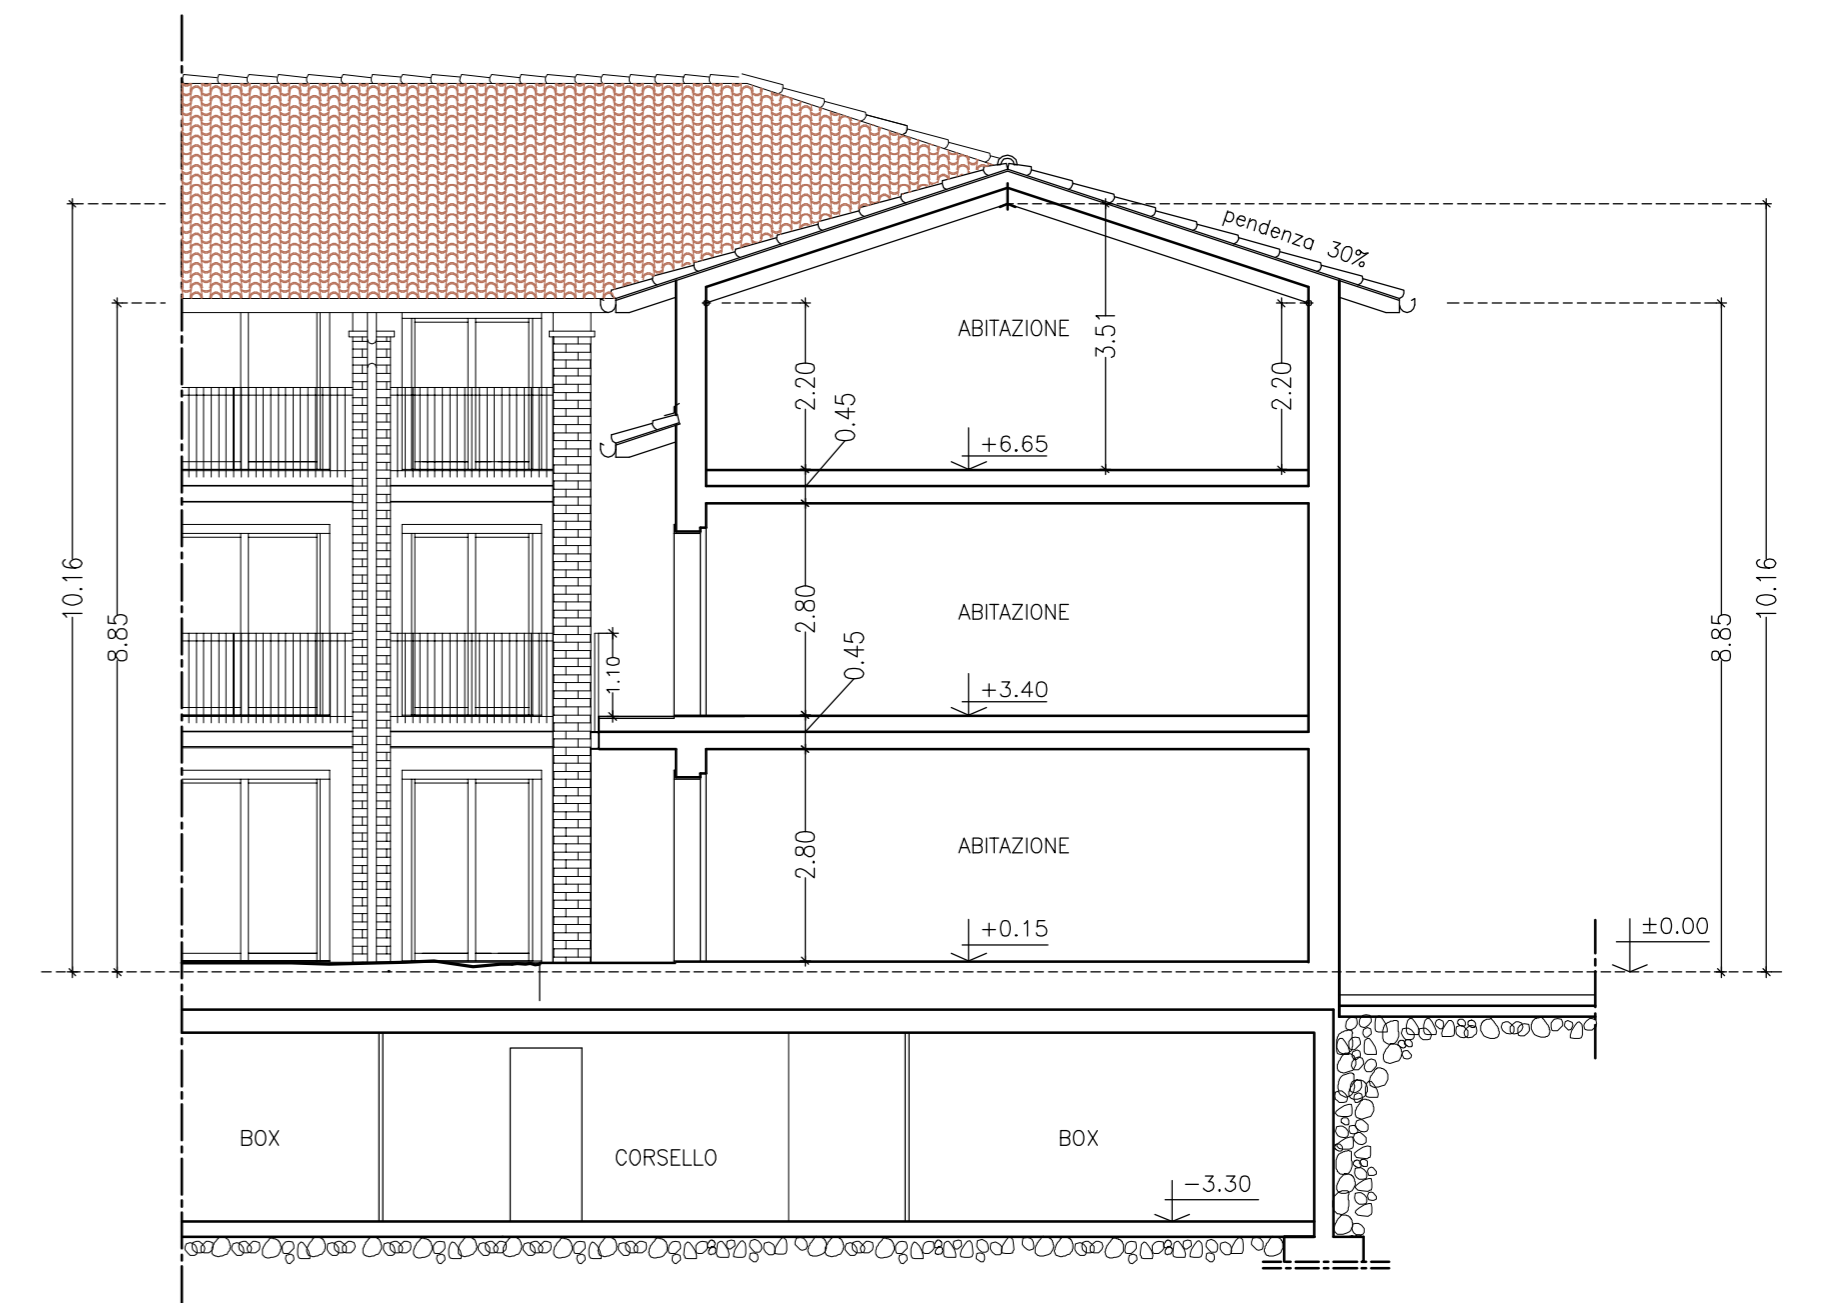 pendenza 30%
ABITAZIONE
3.51
2.20
2.20
0.45
+6.65
10.16
8.85
2.80
ABITAZIONE
10.16
8.85
0.45
1.10
+3.40
2.80
ABITAZIONE
+0.15
±0.00
BOX
CORSELLO
BOX
−3.30